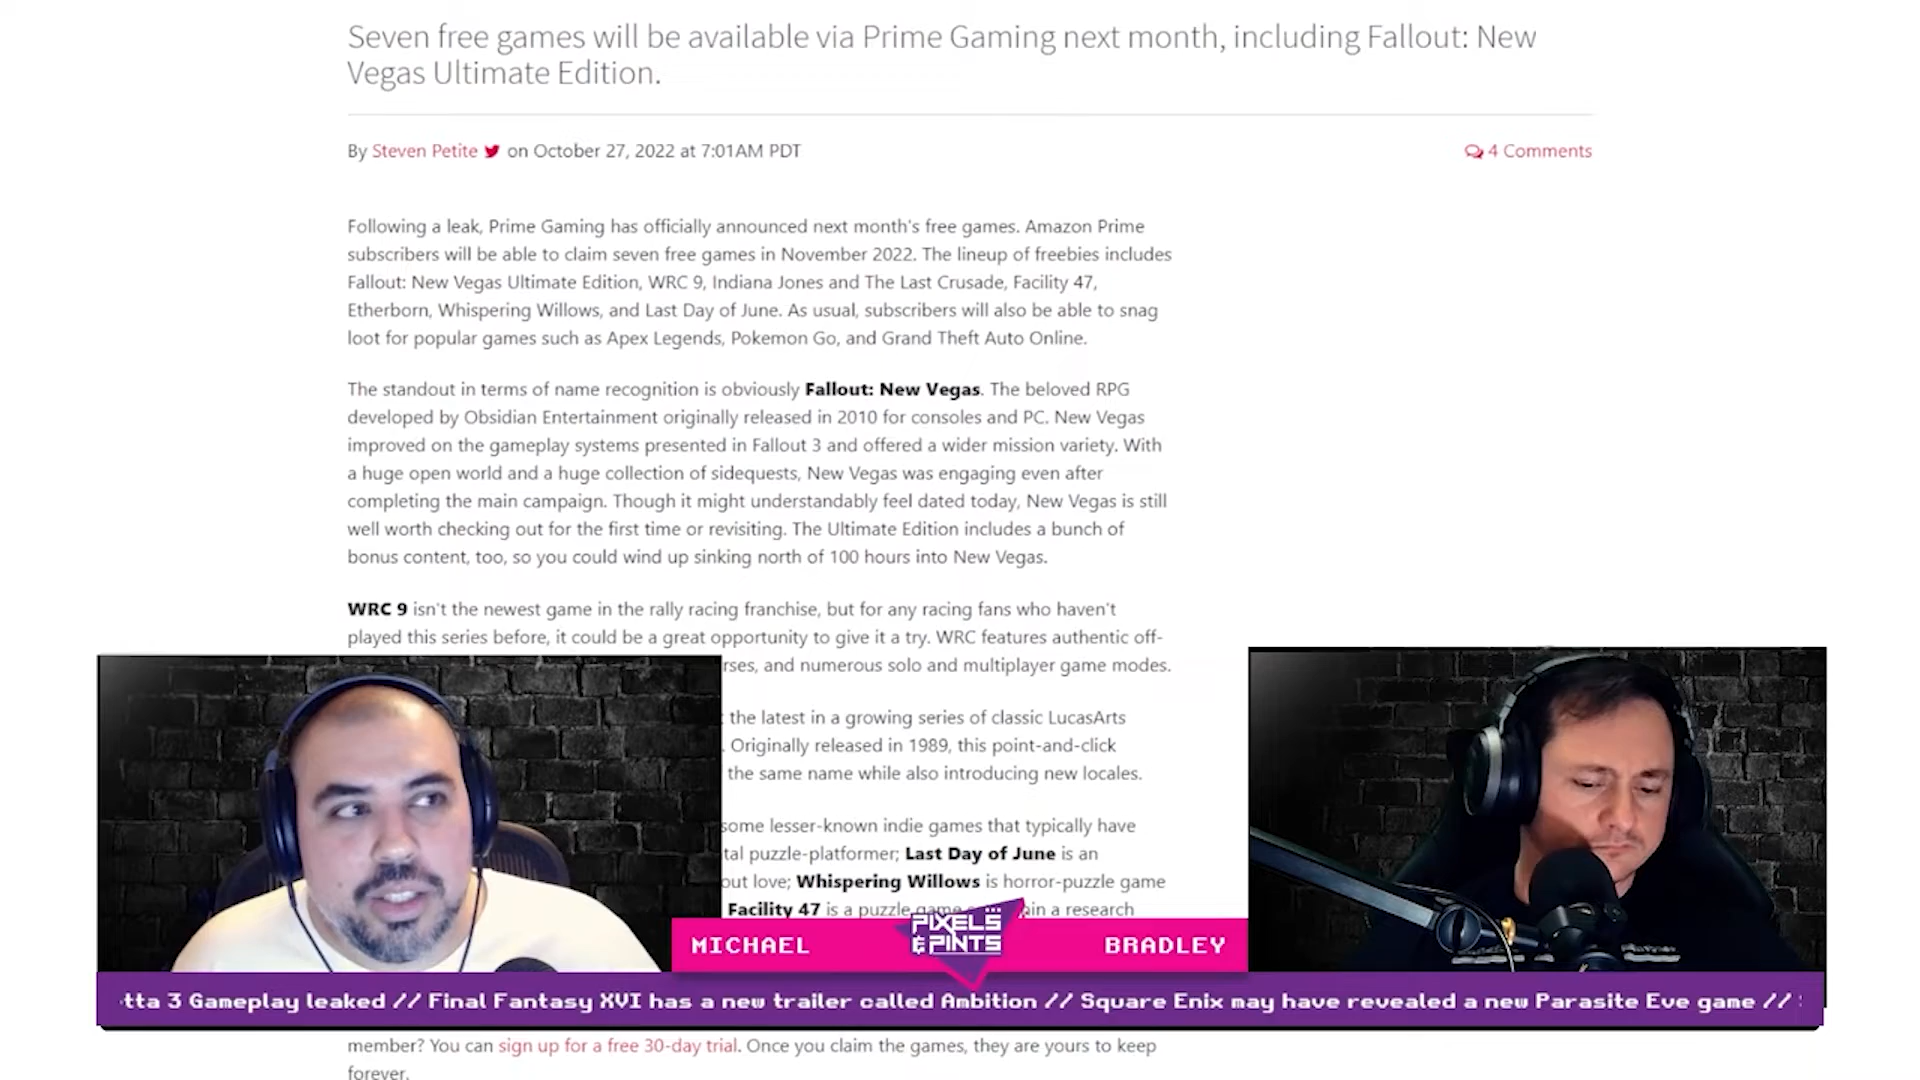 Seven free games will be available via Prime Gaming next month, including Fallout: New
Vegas Ultimate Edition.
By Steven Petite on October 27, 2022 at 7:01AM PDT
4 Comments
Following a leak, Prime Gaming has officially announced next month's free games. Amazon Prime
subscribers will be able to claim seven free games in November 2022. The lineup of freebies includes
Fallout: New Vegas Ultimate Edition, WRC 9, Indiana Jones and The Last Crusade, Facility 47,
Etherborn, Whispering Willows, and Last Day of June. As usual, subscribers will also be able to snag
loot for popular games such as Apex Legends, Pokemon Go, and Grand Theft Auto Online.
The standout in terms of name recognition is obviously Fallout: New Vegas. The beloved RPG
developed by Obsidian Entertainment originally released in 2010 for consoles and PC. New Vegas
improved on the gameplay systems presented in Fallout 3 and offered a wider mission variety. With
a huge open world and a huge collection of sidequests, New Vegas was engaging even after
completing the main campaign. Though it might understandably feel dated today, New Vegas is still
well worth checking out for the first time or revisiting. The Ultimate Edition includes a bunch of
bonus content, too, so you could wind up sinking north of 100 hours into New Vegas.
WRC 9 isn't the newest game in the rally racing franchise, but for any racing fans who haven't
played this series before, it could be a great opportunity to give it a try. WRC features authentic off-
rses, and numerous solo and multiplayer game modes.
the latest in a growing series of classic LucasArts
. Originally released in 1989, this point-and-click
the same name while also introducing new locales.
some lesser-known indie games that typically have
tal puzzle-platformer; Last Day of June is an
out love; Whispering Willows is horror-puzzle game
Facility 47 is a puzzle game in a research
MICHAEL
PIXELS
& PINTS
BRADLEY
tta 3 Gameplay leaked // Final Fantasy XVI has a new trailer called Ambition // Square Enix may have revealed a new Parasite Eve game //
member? You can sign up for a free 30-day trial. Once you claim the games, they are yours to keep
forever.